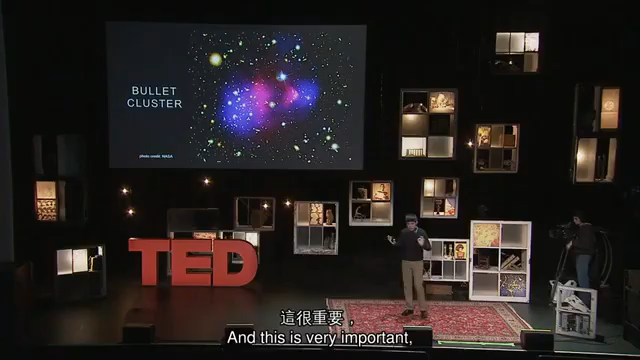 BULLET
CLUSTER
photo credit: NASA
TED
這很重要，
And this is very important,